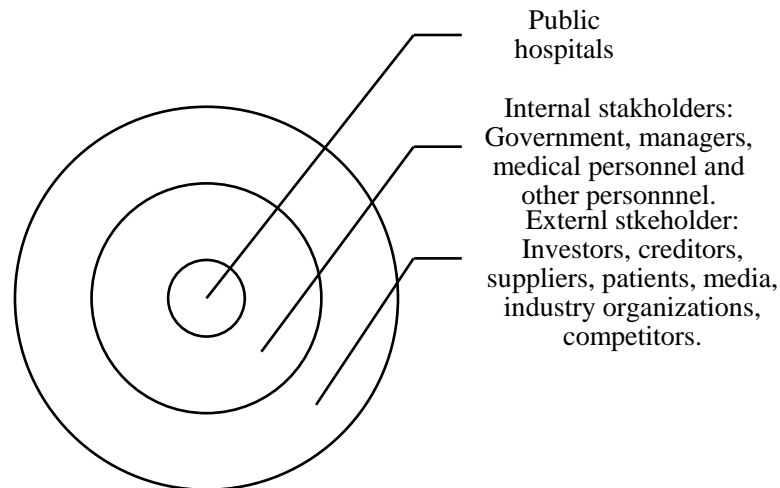 Public
hospitals
Internal stakholders:
Government, managers,
medical personnel and
other personnnel.
Externl stkeholder:
Investors, creditors,
suppliers, patients, media,
industry organizations,
competitors.